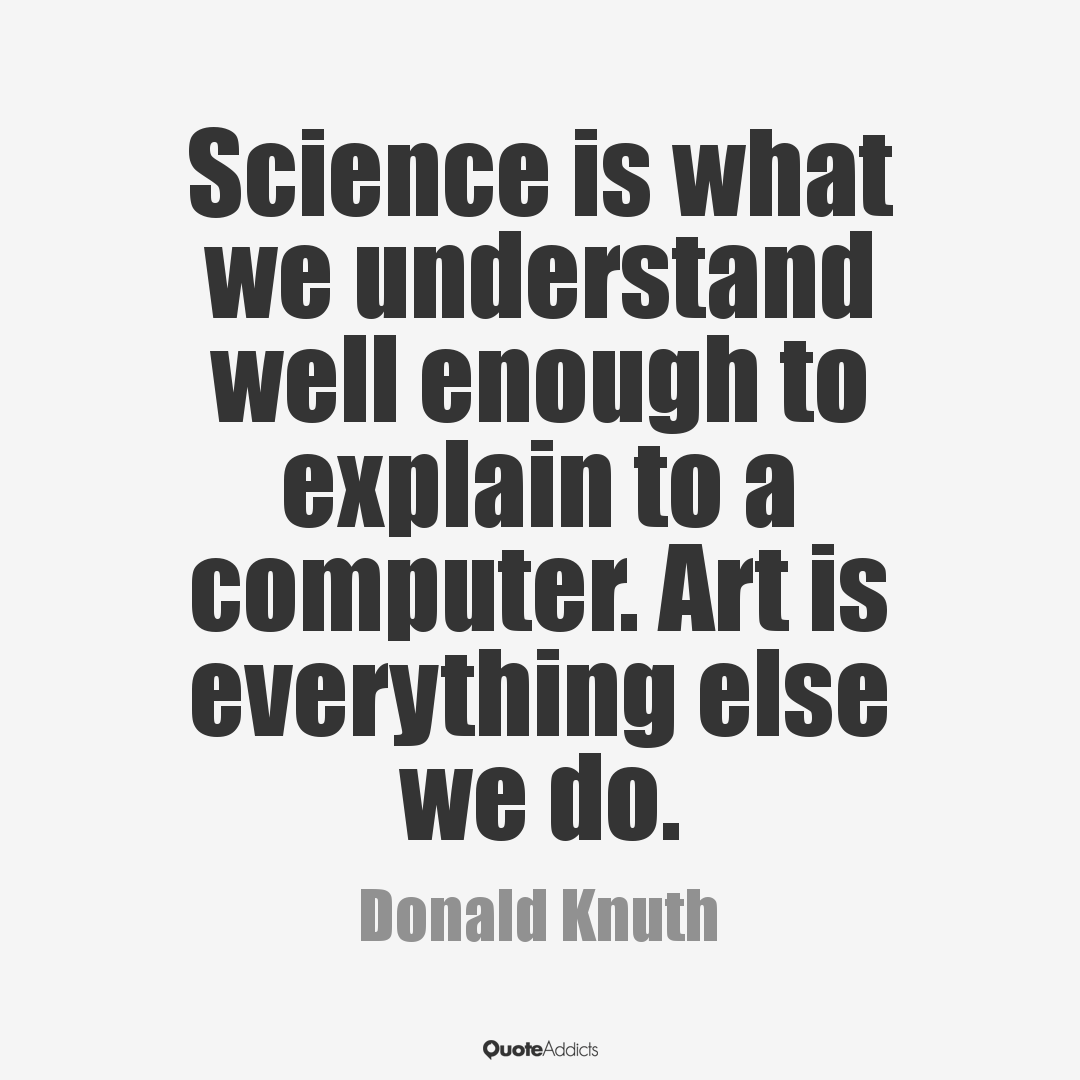 Science is what
we understand
well enough to
explain to a
computer. Art is
everything else
we do.
Donald Knuth
QuoteAddicts